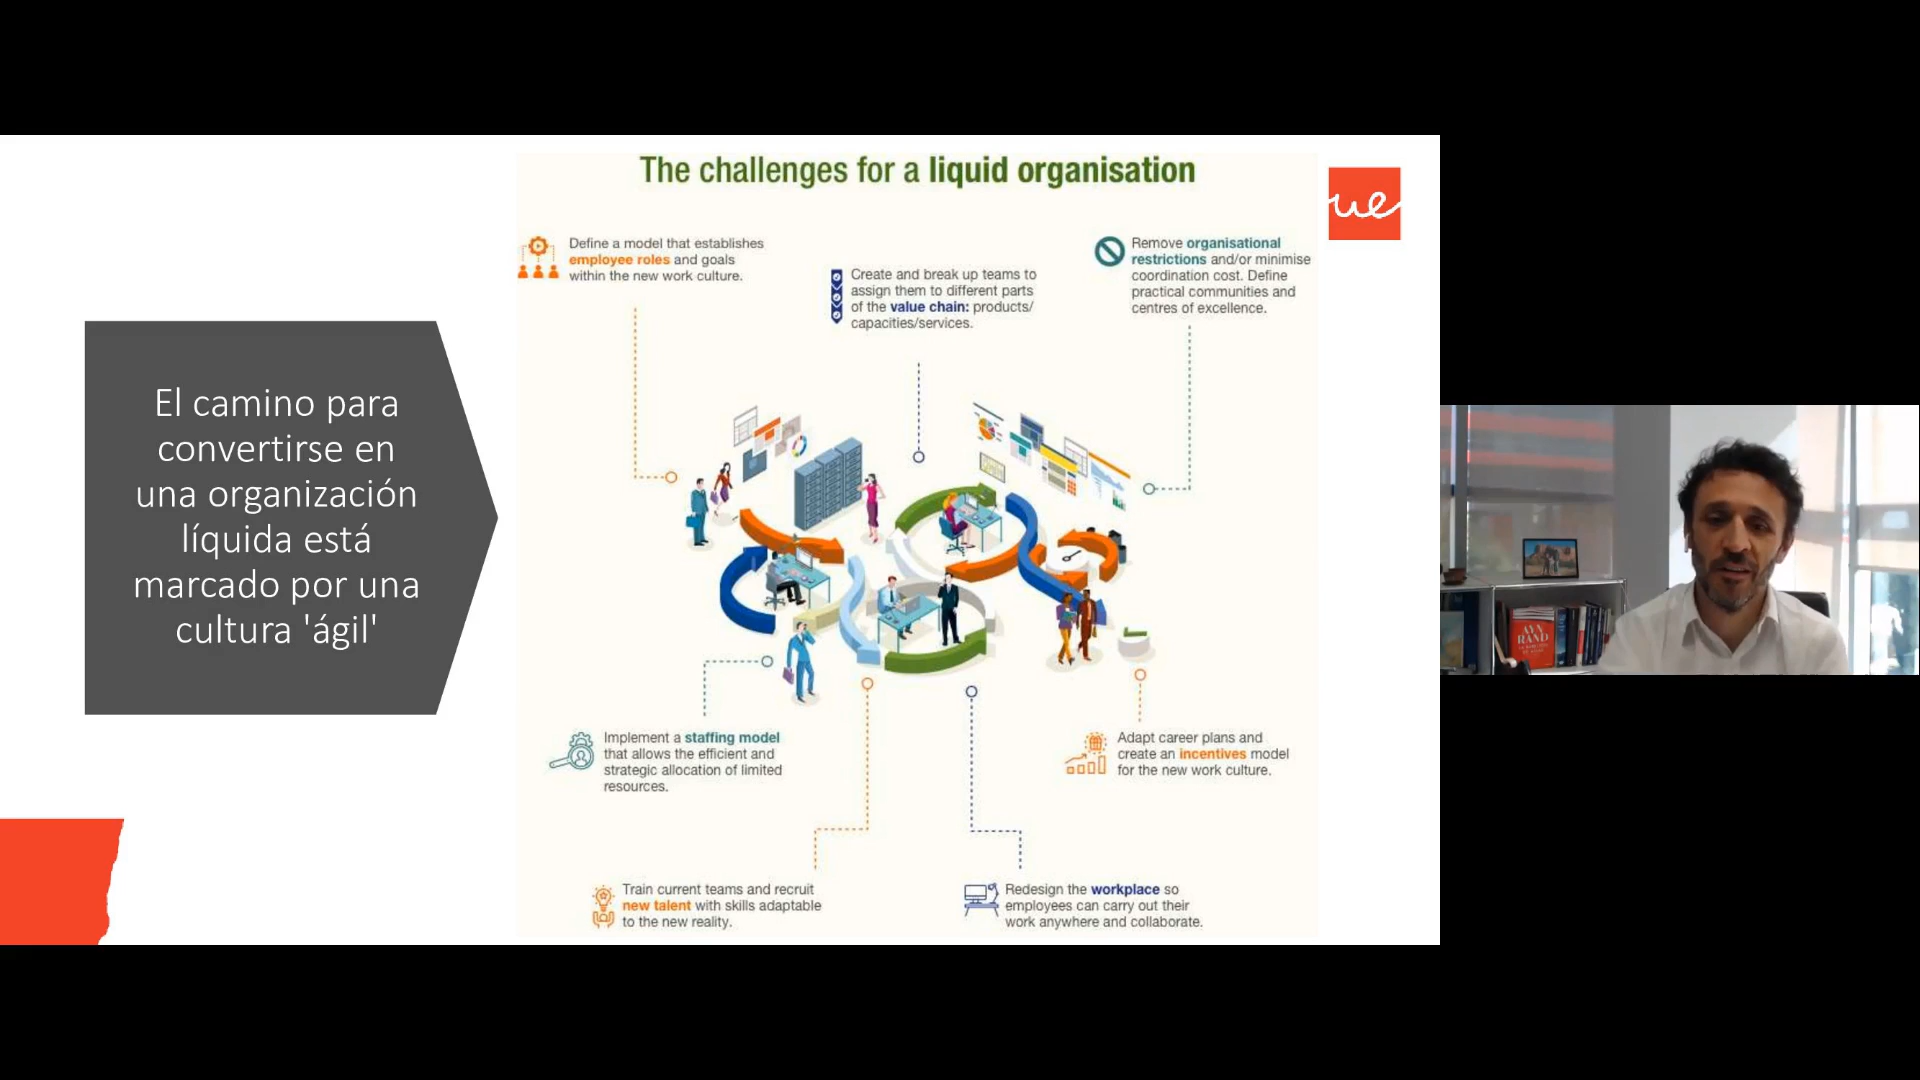 The challenges for a liquid organisation
ue
El camino para
convertirse en
una organización
líquida está
marcado por una
cultura 'ágil'
Define a model that establishes
employee roles and goals
within the new work culture.
Create and break up teams to
assign them to different parts
of the value chain: products/
capacities/services.
Remove organisational
restrictions and/or minimise
coordination cost. Define
practical communities and
centres of excellence.
Implement a staffing model
that allows the efficient and
strategic allocation of limited
resources.
Adapt career plans and
create an incentives model
for the new work culture.
Train current teams and recruit
new talent with skills adaptable
to the new reality.
Redesign the workplace so
employees can carry out their
work anywhere and collaborate.
AYN
RAND